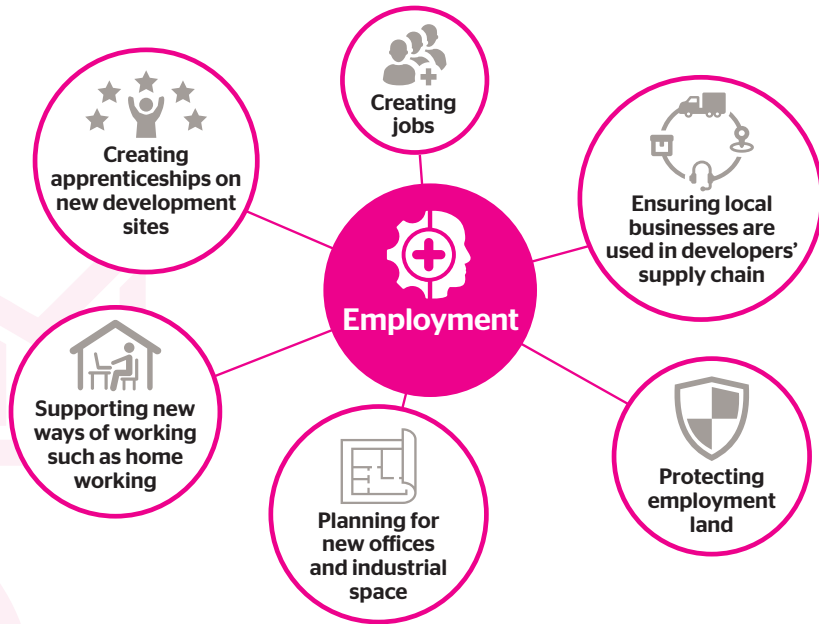 Creating
jobs
Creating
apprenticeships on
new development
sites
Ensuring local
businesses are
used in developers’
supply chain
Employment
Supporting new
ways of working
such as home
working
Planning for
new offices
and industrial
space
Protecting
employment
land